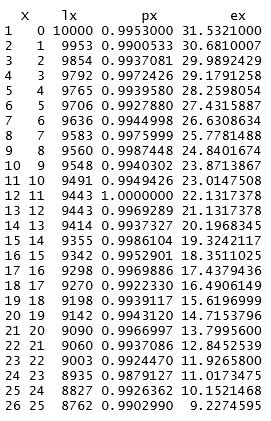 X lx px ex
1 0 10000 0.9953000 31.5321000
2 1 9953 0.9900533 30.6810007
3 2 9854 0.9937081 29.9892429
4 3 9792 0.9972426 29.1791258
5 4 9765 0.9939580 28.2598054
6 5 9706 0.9927880 27.4315887
7 6 9636 0.9944998 26.6308634
8 7 9583 0.9975999 25.7781488
9 8 9560 0.9987448 24.8401674
10 9 9548 0.9940302 23.8713867
11 10 9491 0.9949426 23.0147508
12 11 9443 1.0000000 22.1317378
13 12 9443 0.9969289 21.1317378
14 13 9414 0.9937327 20.1968345
15 14 9355 0.9986104 19.3242117
16 15 9342 0.9952901 18.3511025
17 16 9298 0.9969886 17.4379436
18 17 9270 0.9922330 16.4906149
19 18 9198 0.9939117 15.6196999
20 19 9142 0.9943120 14.7153796
21 20 9090 0.9966997 13.7995600
22 21 9060 0.9937086 12.8452539
23 22 9003 0.9924470 11.9265800
24 23 8935 0.9879127 11.0173475
25 24 8827 0.9926362 10.1521468
26 25 8762 0.9902990 9.2274595